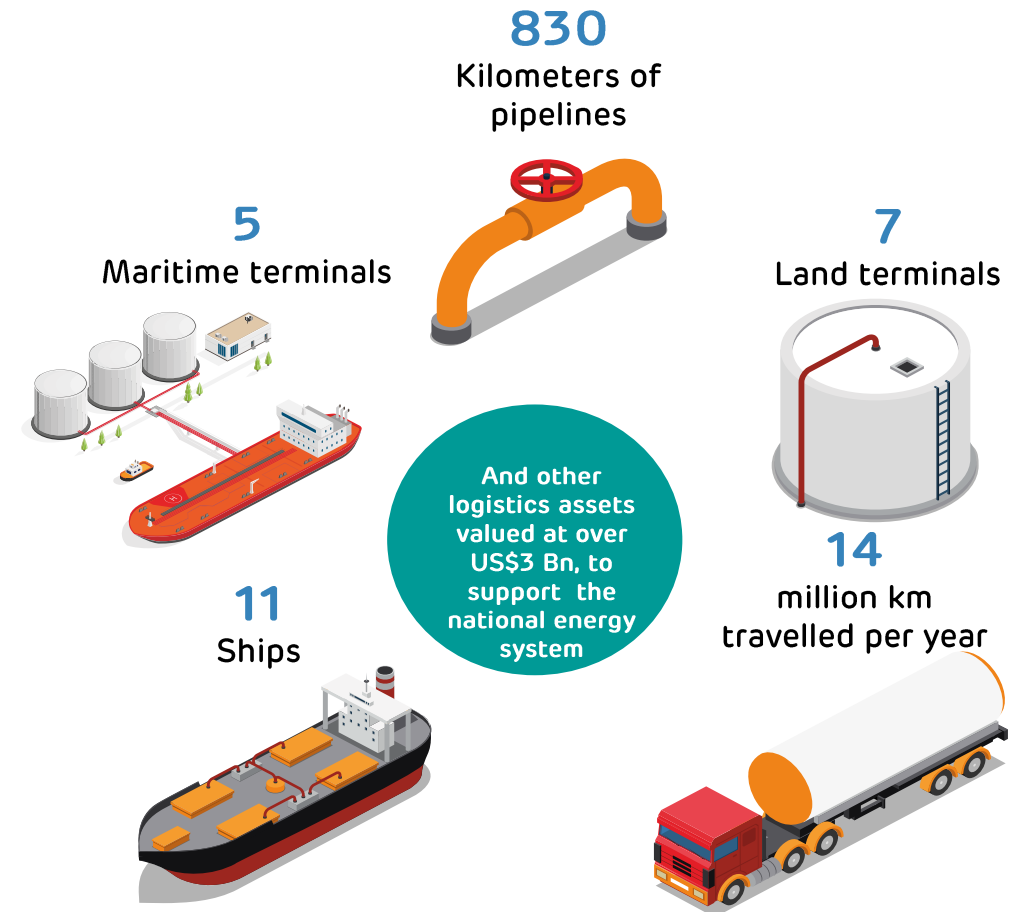 830
Kilometers of
pipelines
5
Maritime terminals
7
Land terminals
And other
logistics assets
valued at over
US$3 Bn, to
support the
national energy
system
11
Ships
14
million km
travelled per year
H